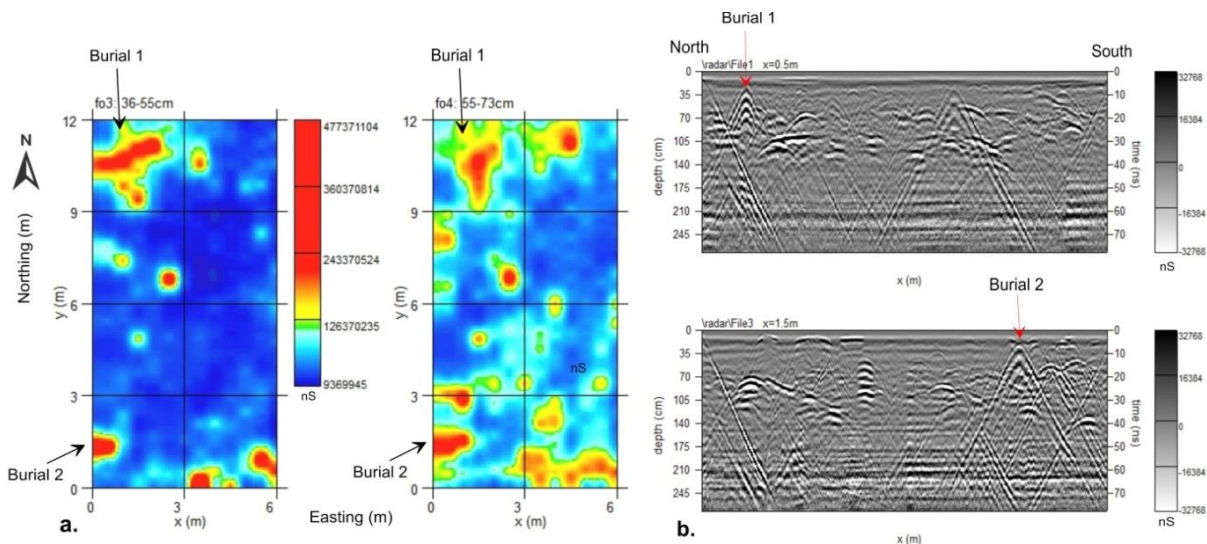 Burial 1
Burial 1
fo3: 36-55cm
fo4: 55-73cm
N
Northing (m)
y (m)
12
9
6
3
0
0
3
6
x (m)
477371104
360370814
243370524
126370235
9369945
nS
y (m)
12
9
6
3
0
nS
0
3
6
x (m)
Burial 2
Burial 2
Easting (m)
a.
Burial 1
North
South
\radar\File1 x=0.5m
depth (cm)
0
35
70
105
140
175
210
245
time (ns)
0
10
20
30
40
50
60
70
x (m)
32768
16384
0
-16384
-32768
nS
Burial 2
\radar\File3 x=1.5m
depth (cm)
0
35
70
105
140
175
210
245
time (ns)
0
10
20
30
40
50
60
70
x (m)
32768
16384
0
-16384
-32768
nS
b.